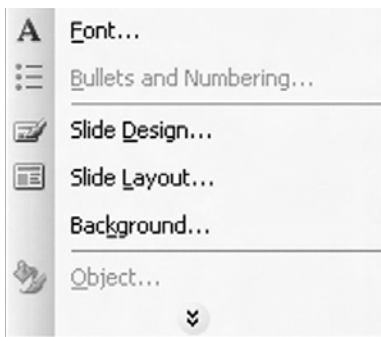 Font...
Bullets and Numbering...
Slide Design...
Slide Layout...
Background...
Object...